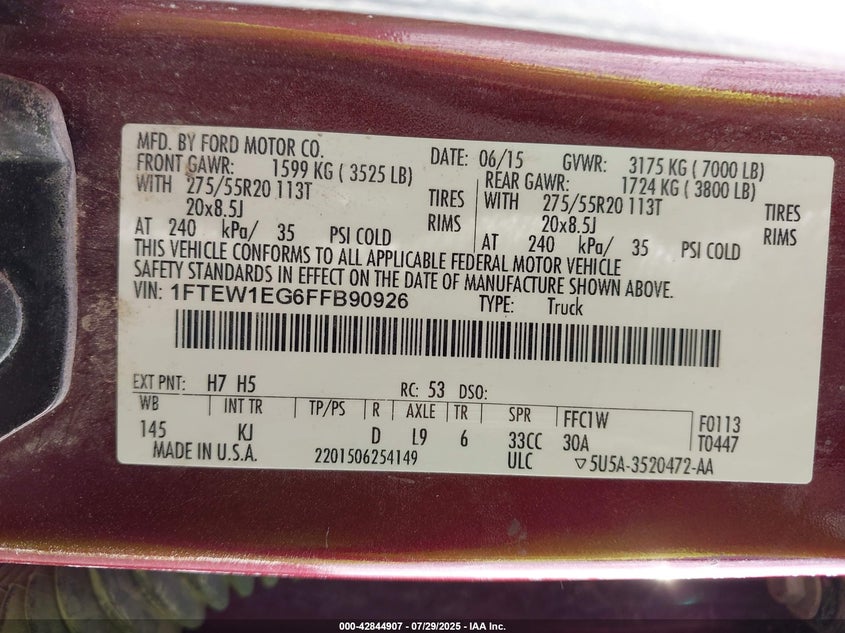 MFD. BY FORD MOTOR CO. DATE: 06/15 GVWR: 3175 KG ( 7000 LB)
FRONT GAWR: 1599 KG ( 3525 LB) REAR GAWR: 1724 KG ( 3800 LB)
WITH 275/55R20 113T TIRES WITH 275/55R20 113T TIRES
20x8.5J RIMS 20x8.5J RIMS
AT 240 kPa/ 35 PSI COLD AT 240 kPa/ 35 PSI COLD
THIS VEHICLE CONFORMS TO ALL APPLICABLE FEDERAL MOTOR VEHICLE
SAFETY STANDARDS IN EFFECT ON THE DATE OF MANUFACTURE SHOWN ABOVE.
VIN: 1FTEW1EG6FFB90926 TYPE: Truck
EXT PNT: H7 H5 RC: 53 DSO:
WB INT TR TP/PS R AXLE TR SPR FFC1W F0113
145 KJ D L9 6 33CC 30A T0447
MADE IN U.S.A. 2201506254149 ULC ▽5U5A-3520472-AA
000-42844907 / 07/29/2025 - IAA Inc.